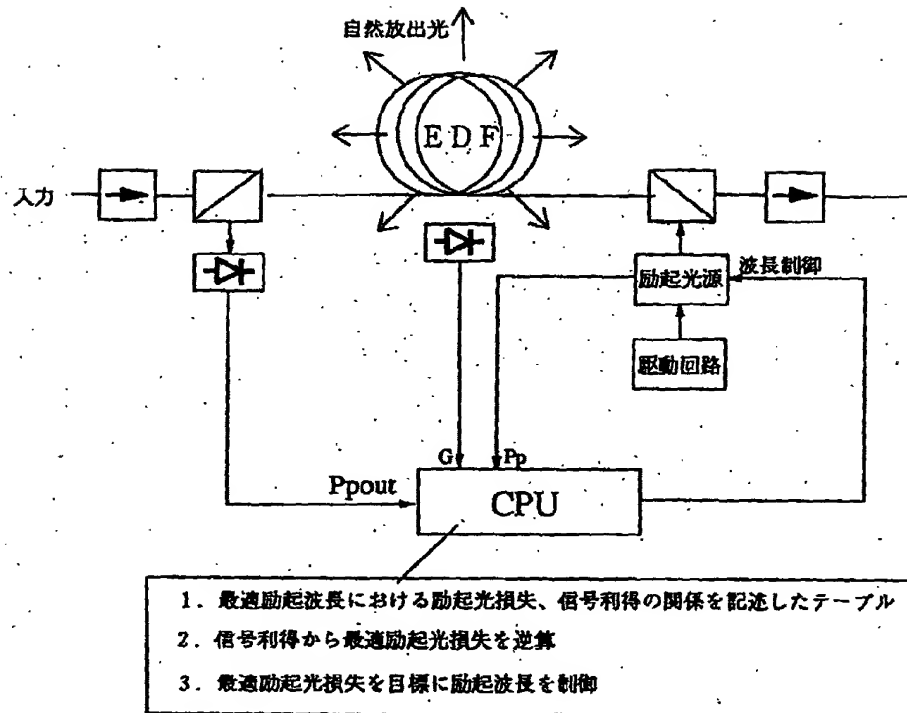 自然放出光
EDF
入力
励起光源
波長制御
駆動回路
G
Pp
Ppout
CPU
1. 最適励起波長における励起光損失、信号利得の関係を記述したテーブル
2. 信号利得から最適励起光損失を逆算
3. 最適励起光損失を目標に励起波長を制御